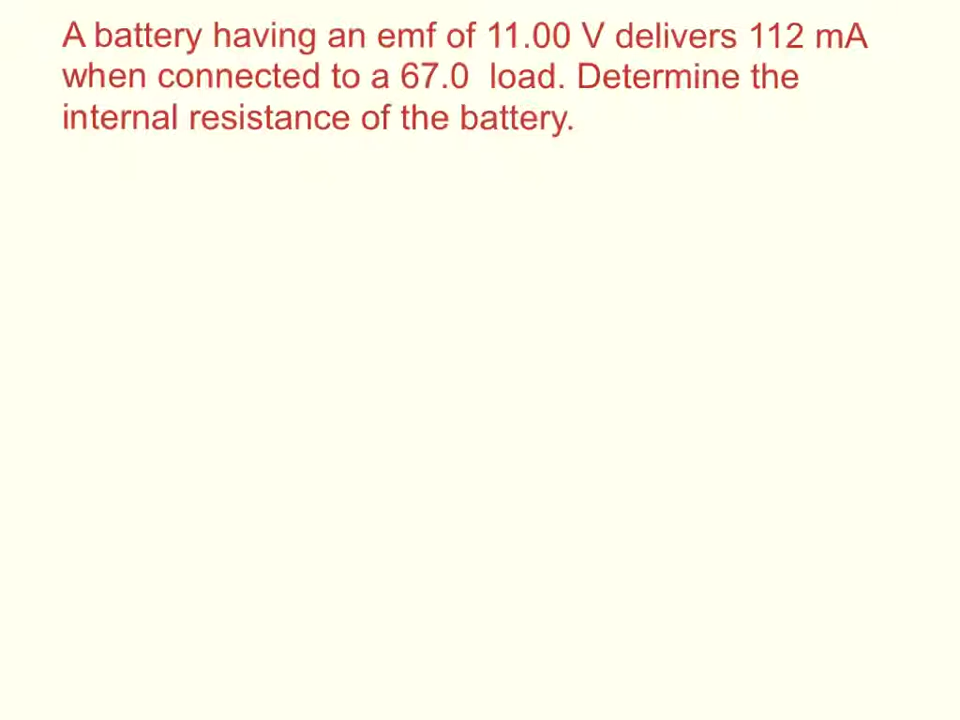 A battery having an emf of 11.00 V delivers 112 mA
when connected to a 67.0 load. Determine the
internal resistance of the battery.